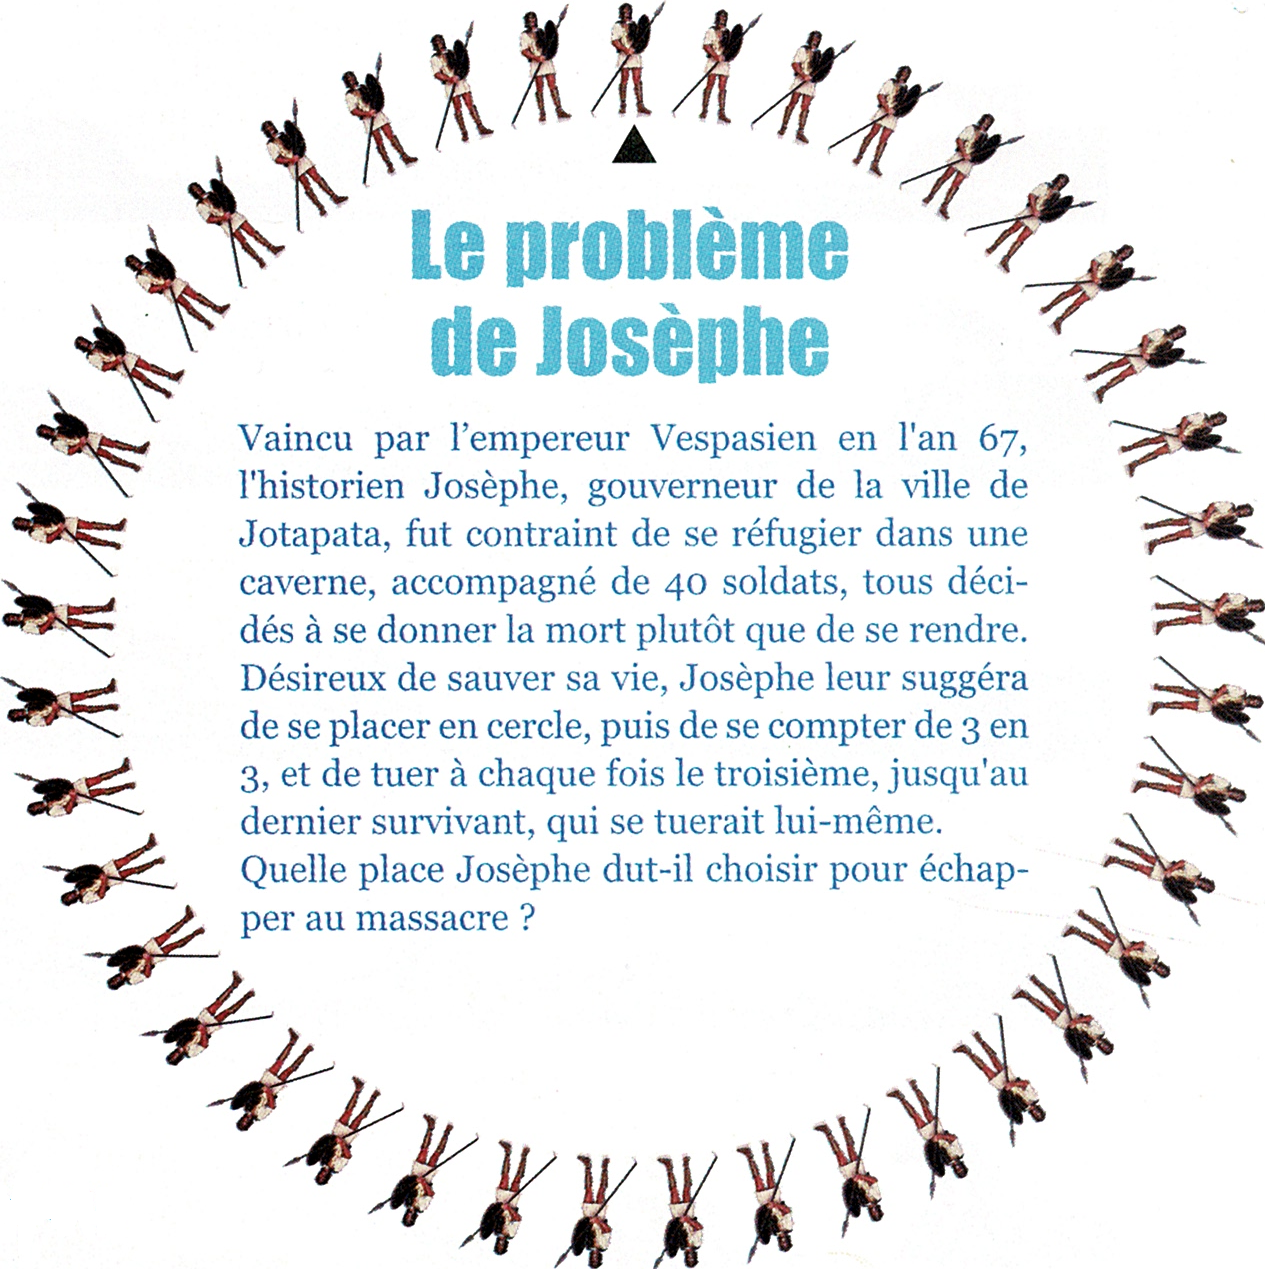 Le problème
de Josèphe
Vaincu par l’empereur Vespasien en l'an 67,
l'historien Josèphe, gouverneur de la ville de
Jotapata, fut contraint de se réfugier dans une
caverne, accompagné de 40 soldats, tous déci-
dés à se donner la mort plutôt que de se rendre.
Désireux de sauver sa vie, Josèphe leur suggéra
de se placer en cercle, puis de se compter de 3 en
3, et de tuer à chaque fois le troisième, jusqu'au
dernier survivant, qui se tuerait lui-même.
Quelle place Josèphe dut-il choisir pour échap-
per au massacre ?